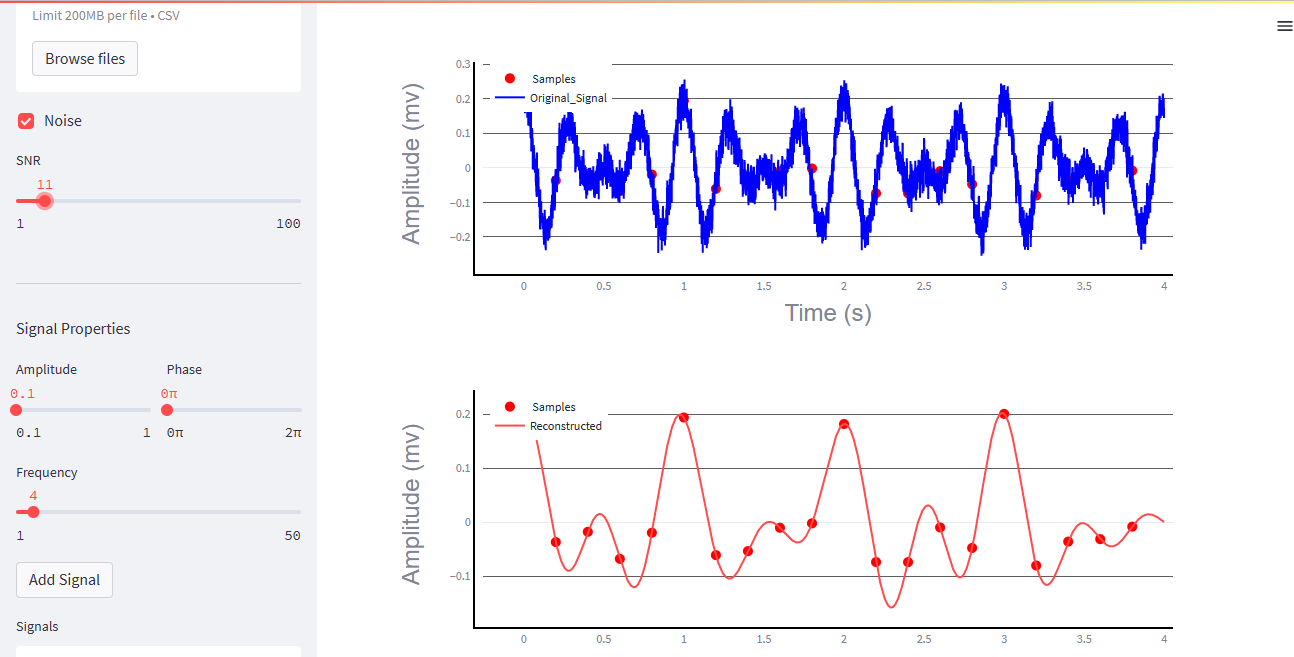 Limit 200MB per file • CSV
Browse files
Noise
SNR
11
1 100
Signal Properties
Amplitude Phase
0.1 0π
0.1 1 0π 2π
Frequency
4
1 50
Add Signal
Signals
Amplitude (mv)
0.3
0.2
0.1
0
−0.1
−0.2
Samples
Original_Signal
0 0.5 1 1.5 2 2.5 3 3.5 4
Time (s)
Amplitude (mv)
0.2
0.1
0
−0.1
Samples
Reconstructed
0 0.5 1 1.5 2 2.5 3 3.5 4